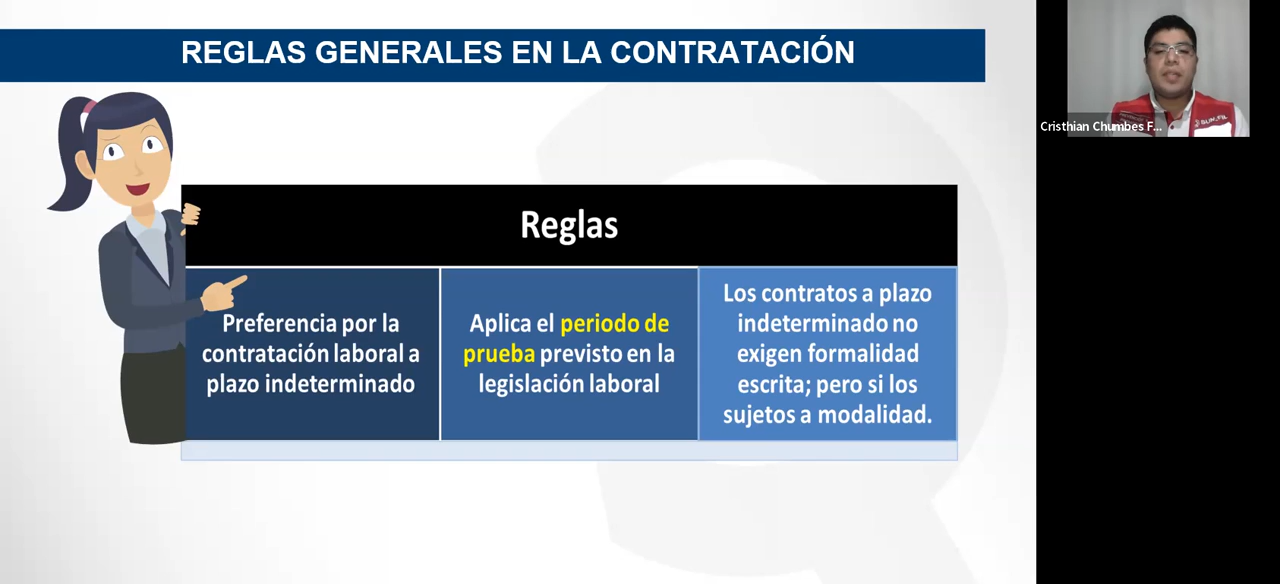 REGLAS GENERALES EN LA CONTRATACIÓN
Cristhian Chumbes F...
Reglas
Preferencia por la
contratación laboral a
plazo indeterminado
Aplica el periodo de
prueba previsto en la
legislación laboral
Los contratos a plazo
indeterminado no
exigen formalidad
escrita; pero si los
sujetos a modalidad.